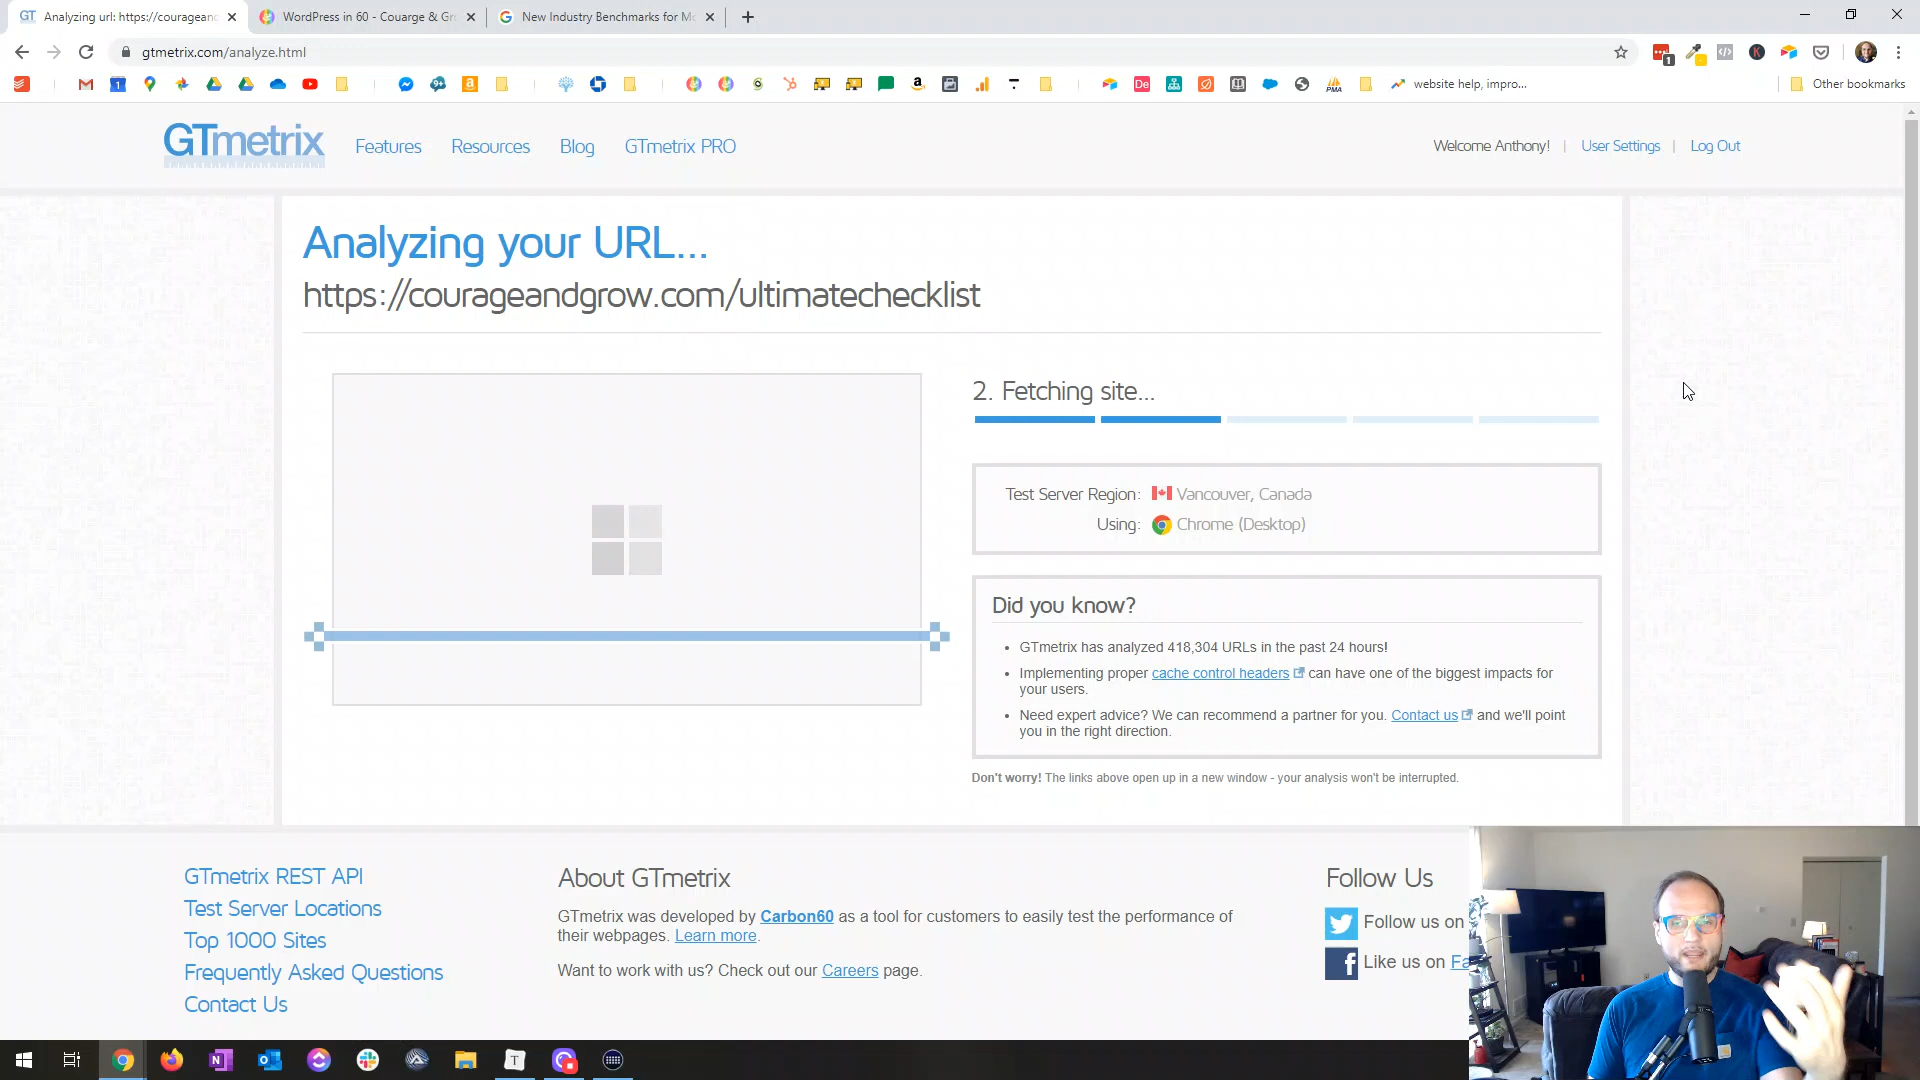 Analyzing url: https://couragean
WordPress in 60 - Couarge & Gr
New Industry Benchmarks for Mo
gtmetrix.com/analyze.html
website help, impro...
Other bookmarks
GTmetrix
Features
Resources
Blog
GTmetrix PRO
Welcome Anthony!
User Settings
Log Out
Analyzing your URL...
https://courageandgrow.com/ultimatechecklist
2. Fetching site...
Test Server Region: Vancouver, Canada
Using: Chrome (Desktop)
Did you know?
GTmetrix has analyzed 418,304 URLs in the past 24 hours!
Implementing proper cache control headers can have one of the biggest impacts for
your users.
Need expert advice? We can recommend a partner for you. Contact us and we'll point
you in the right direction.
Don't worry! The links above open up in a new window - your analysis won't be interrupted.
GTmetrix REST API
Test Server Locations
Top 1000 Sites
Frequently Asked Questions
Contact Us
About GTmetrix
GTmetrix was developed by Carbon60 as a tool for customers to easily test the performance of
their webpages. Learn more.
Want to work with us? Check out our Careers page.
Follow Us
Follow us on
Like us on Fa